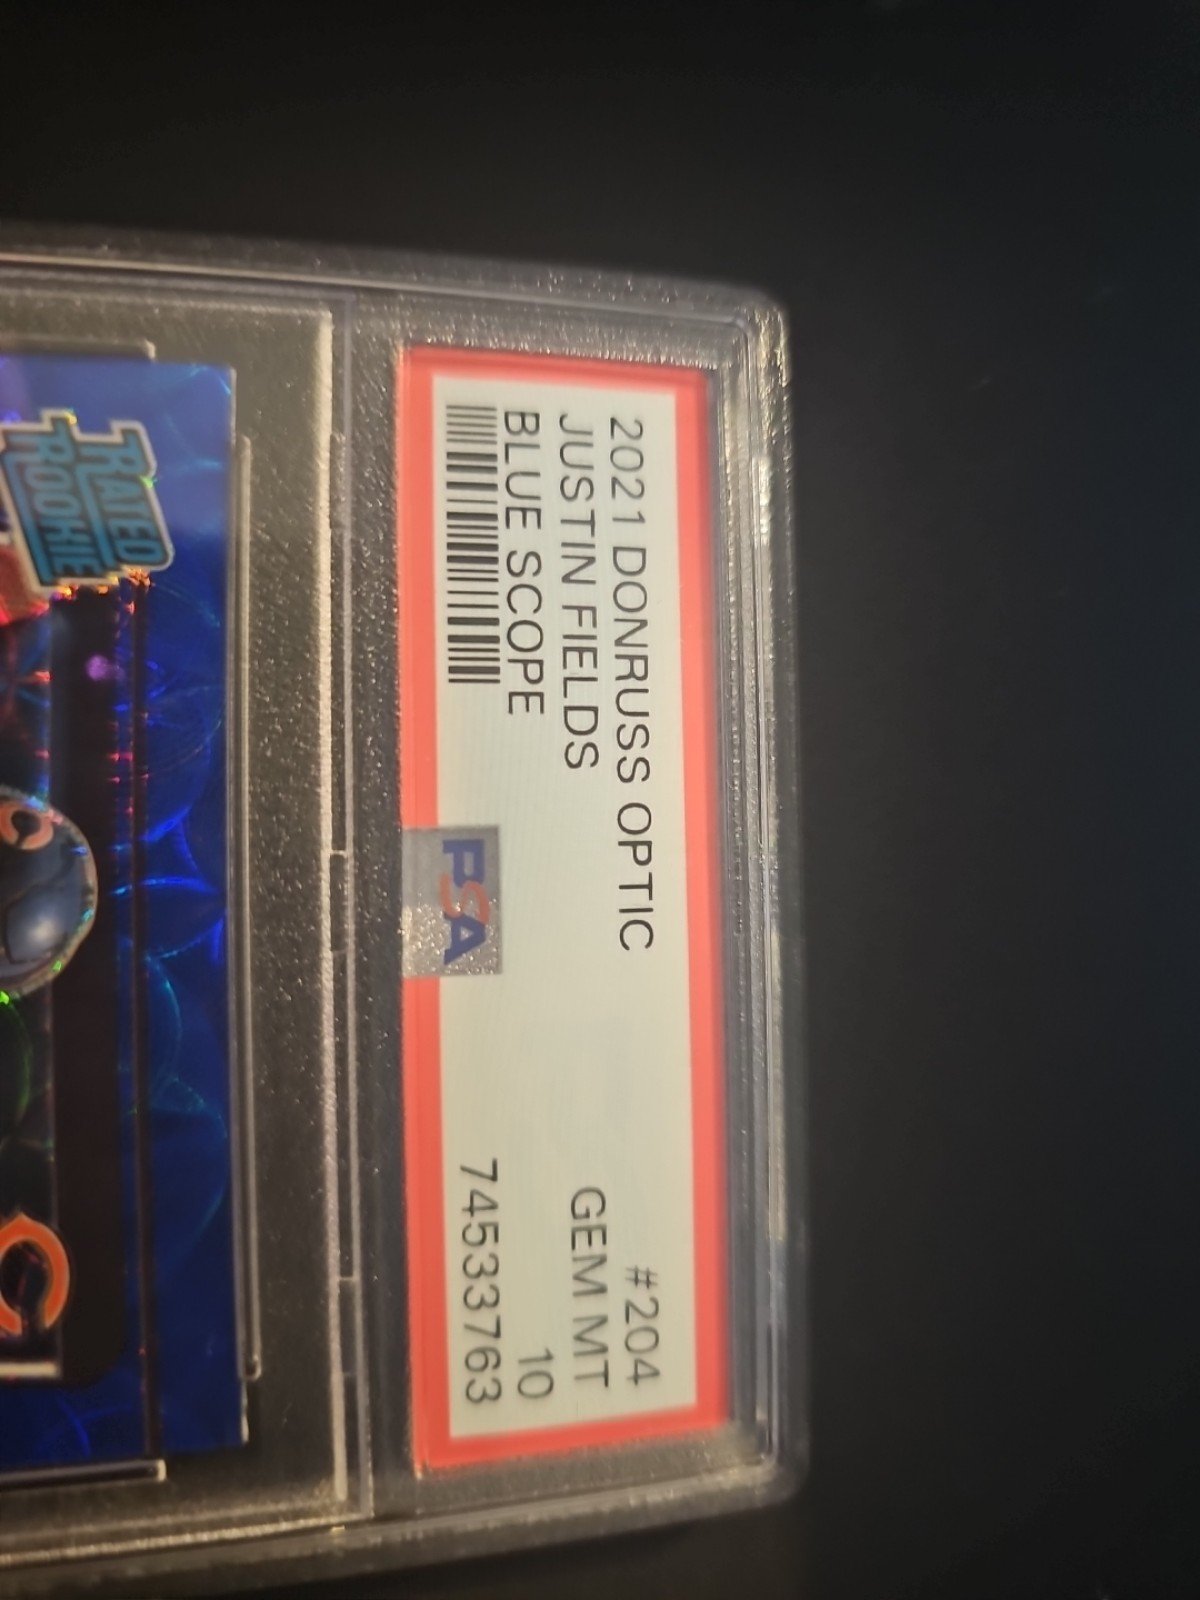 2021 DONRUSS OPTIC #204
JUSTIN FIELDS GEM MT
BLUE SCOPE 10
74533763
PSA
RATED
ROOKIE